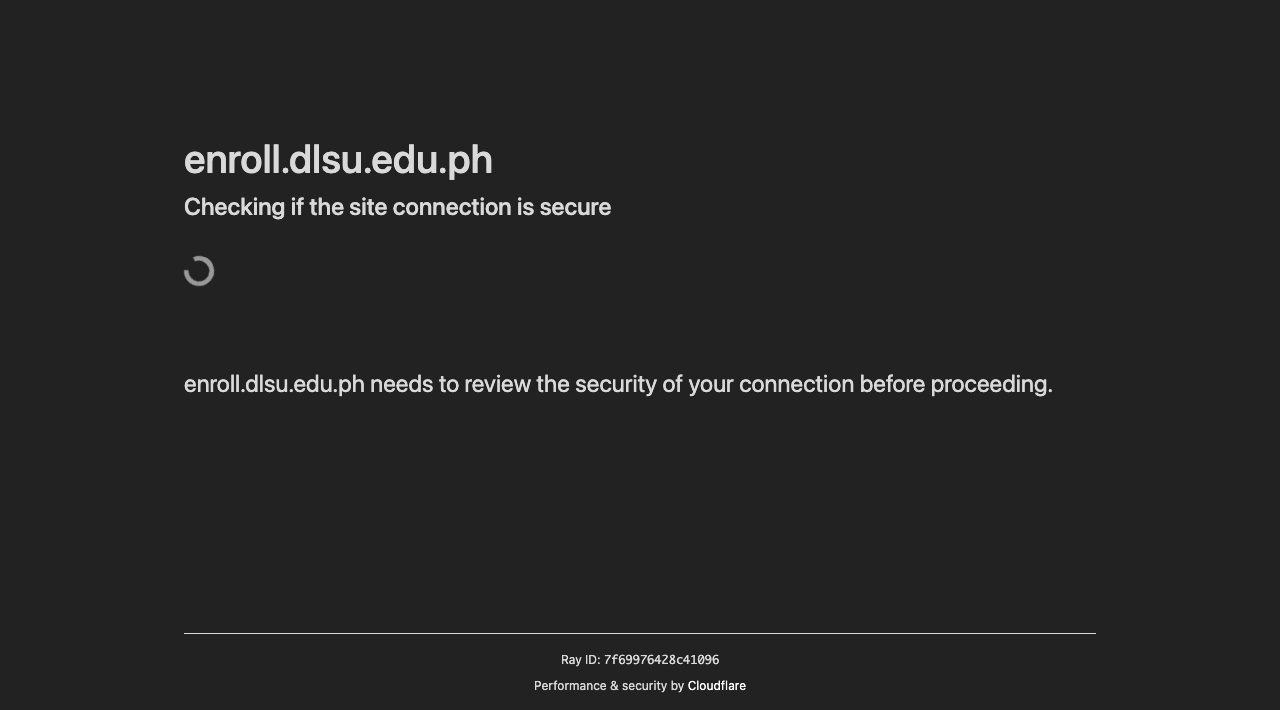 enroll.dlsu.edu.ph
Checking if the site connection is secure
enroll.dlsu.edu.ph needs to review the security of your connection before proceeding.
Ray ID: 7f69976428c41096
Performance & security by Cloudflare